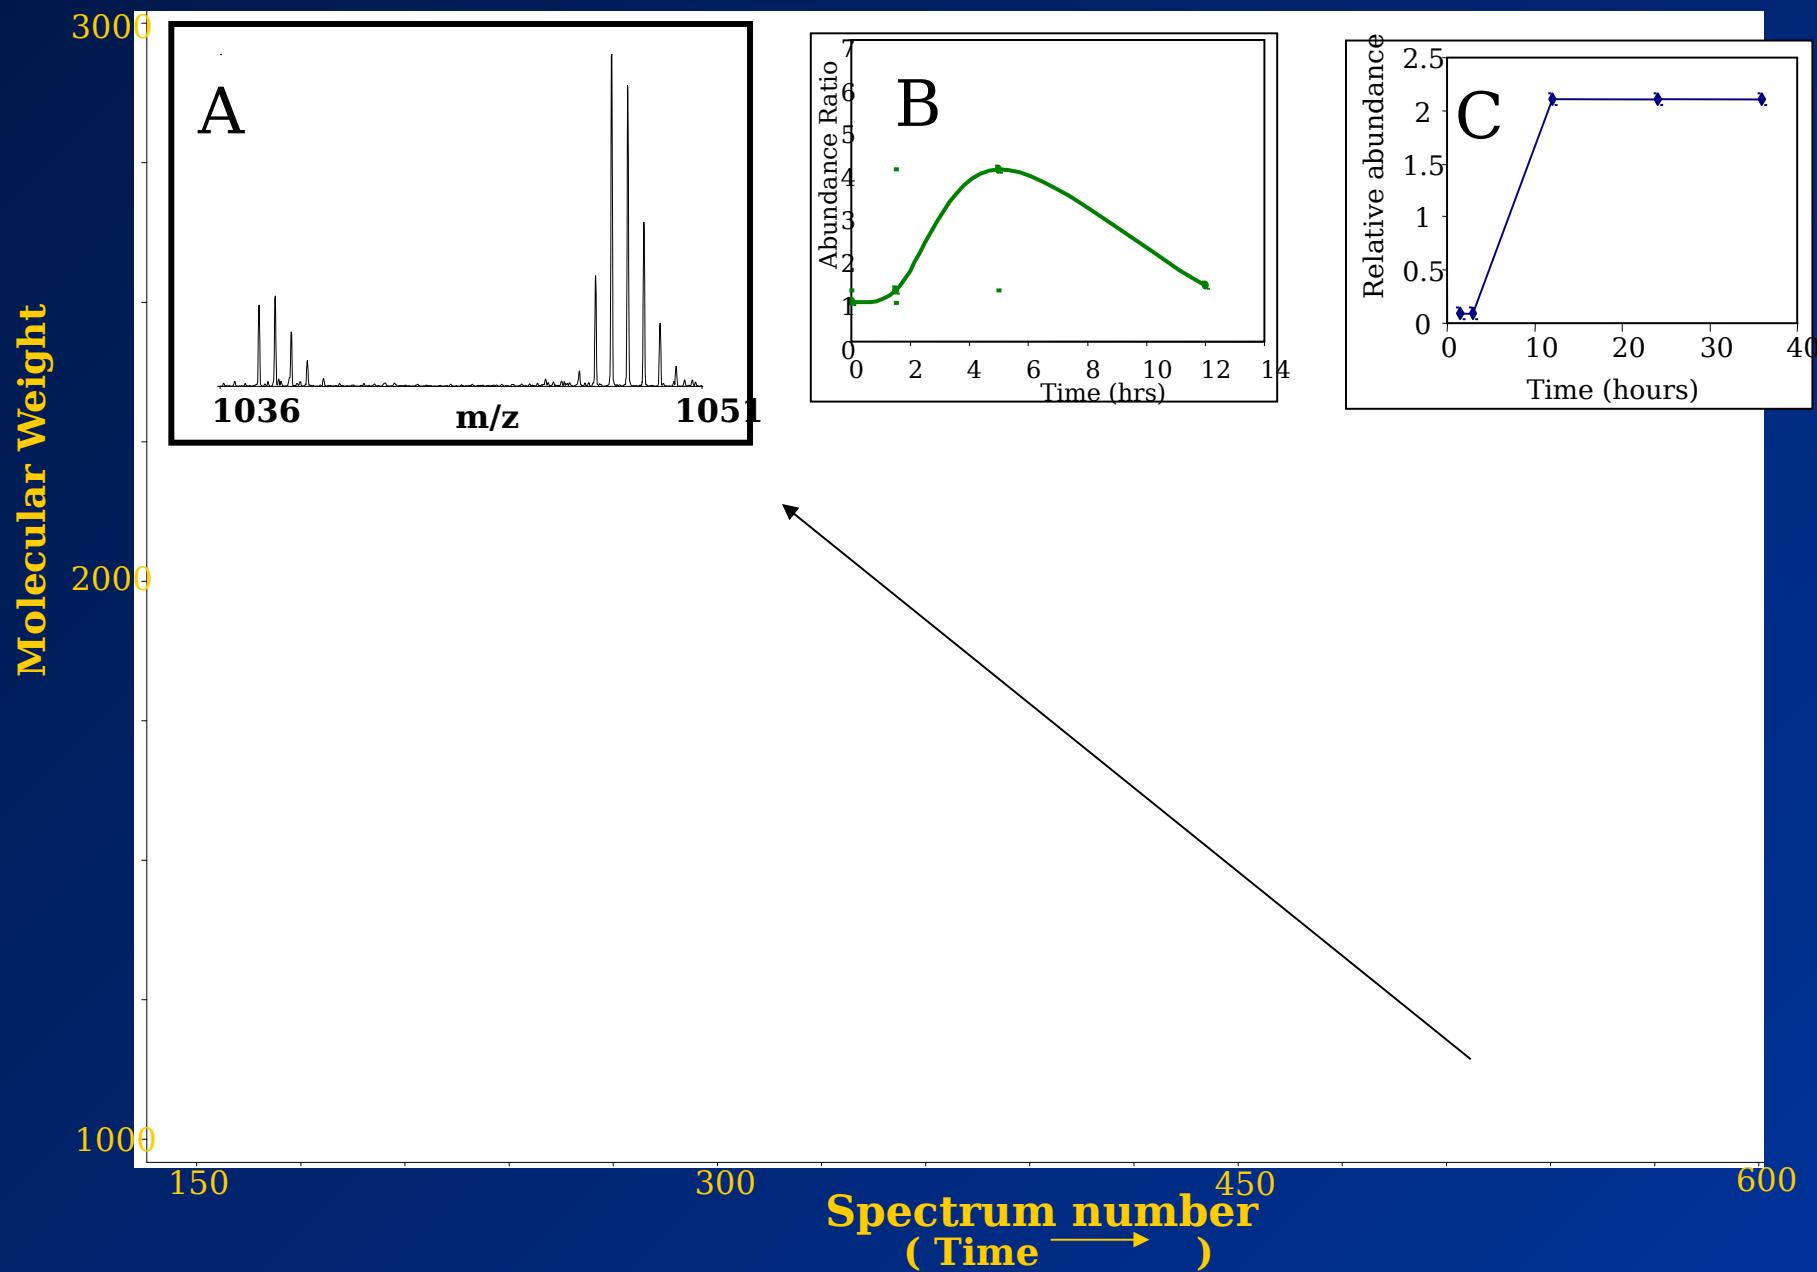 3000
2000
1000
Molecular Weight
150
300
450
600
Spectrum number
( Time )
A
1036
m/z
1051
B
Abundance Ratio
7
6
5
4
3
2
1
0
0 2 4 6 8 10 12 14
Time (hrs)
C
Relative abundance
2.5
2
1.5
1
0.5
0
0 10 20 30 40
Time (hours)